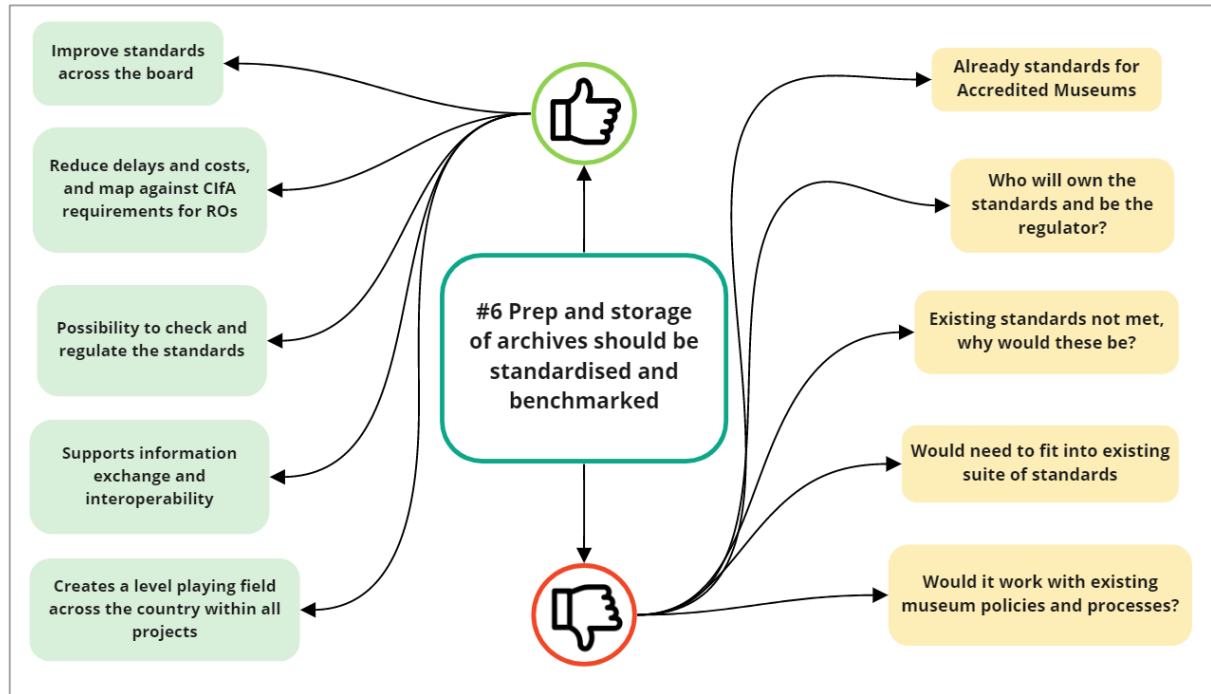 Improve standards
across the board
Reduce delays and costs,
and map against CIfA
requirements for ROs
Possibility to check and
regulate the standards
Supports information
exchange and
interoperability
Creates a level playing field
across the country within all
projects
#6 Prep and storage
of archives should be
standardised and
benchmarked
Already standards for
Accredited Museums
Who will own the
standards and be the
regulator?
Existing standards not met,
why would these be?
Would need to fit into existing
suite of standards
Would it work with existing
museum policies and processes?